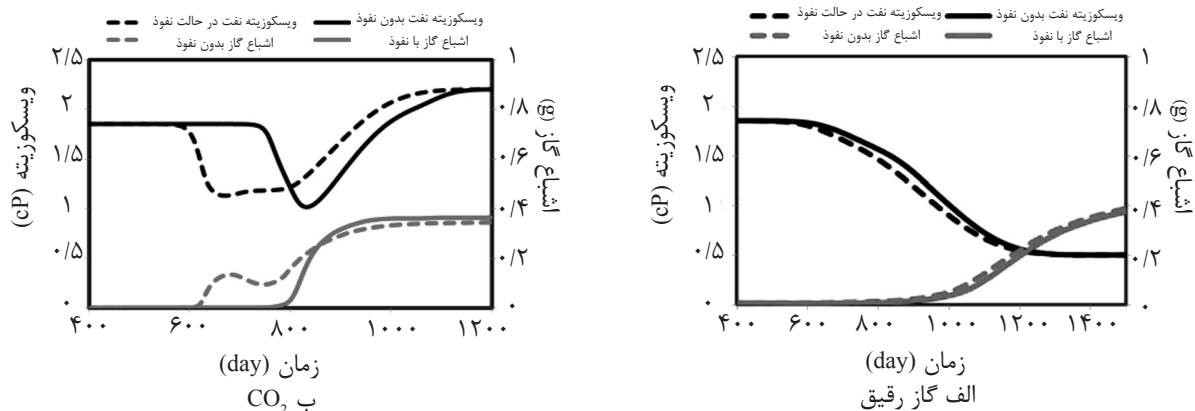 ویسکوزیته نفت بدون نفوذ
ویسکوزیته نفت در حالت نفوذ
اشباع گاز با نفوذ
اشباع گاز بدون نفوذ
ویسکوزیته (cP)
۲/۵
۲
۱/۵
۱
۰/۵
۰
۱
۰/۸
۰/۶
۰/۴
۰/۲
۰
اشباع گاز (g)
۴۰۰ ۶۰۰ ۸۰۰ ۱۰۰۰ ۱۲۰۰ ۱۴۰۰
زمان (day)
الف گاز رقیق
ویسکوزیته نفت بدون نفوذ
ویسکوزیته نفت در حالت نفوذ
اشباع گاز با نفوذ
اشباع گاز بدون نفوذ
ویسکوزیته (cP)
۲/۵
۲
۱/۵
۱
۰/۵
۰
۱
۰/۸
۰/۶
۰/۴
۰/۲
۰
اشباع گاز (g)
۴۰۰ ۶۰۰ ۸۰۰ ۱۰۰۰ ۱۲۰۰
زمان (day)
ب CO₂